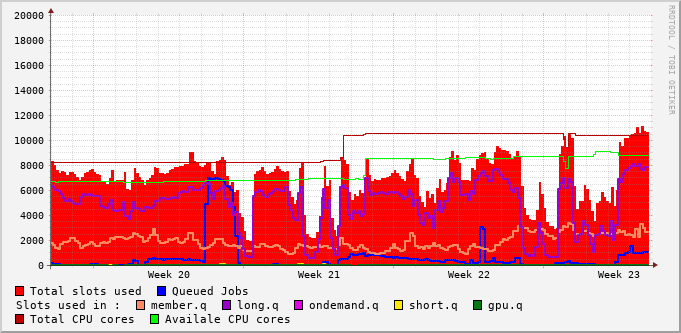 RRDTOOL / TOBI OETIKER
20000
18000
16000
14000
12000
10000
8000
6000
4000
2000
0
Week 20 Week 21 Week 22 Week 23
Total slots used Queued Jobs
Slots used in : member.q long.q ondemand.q short.q gpu.q
Total CPU cores Availale CPU cores